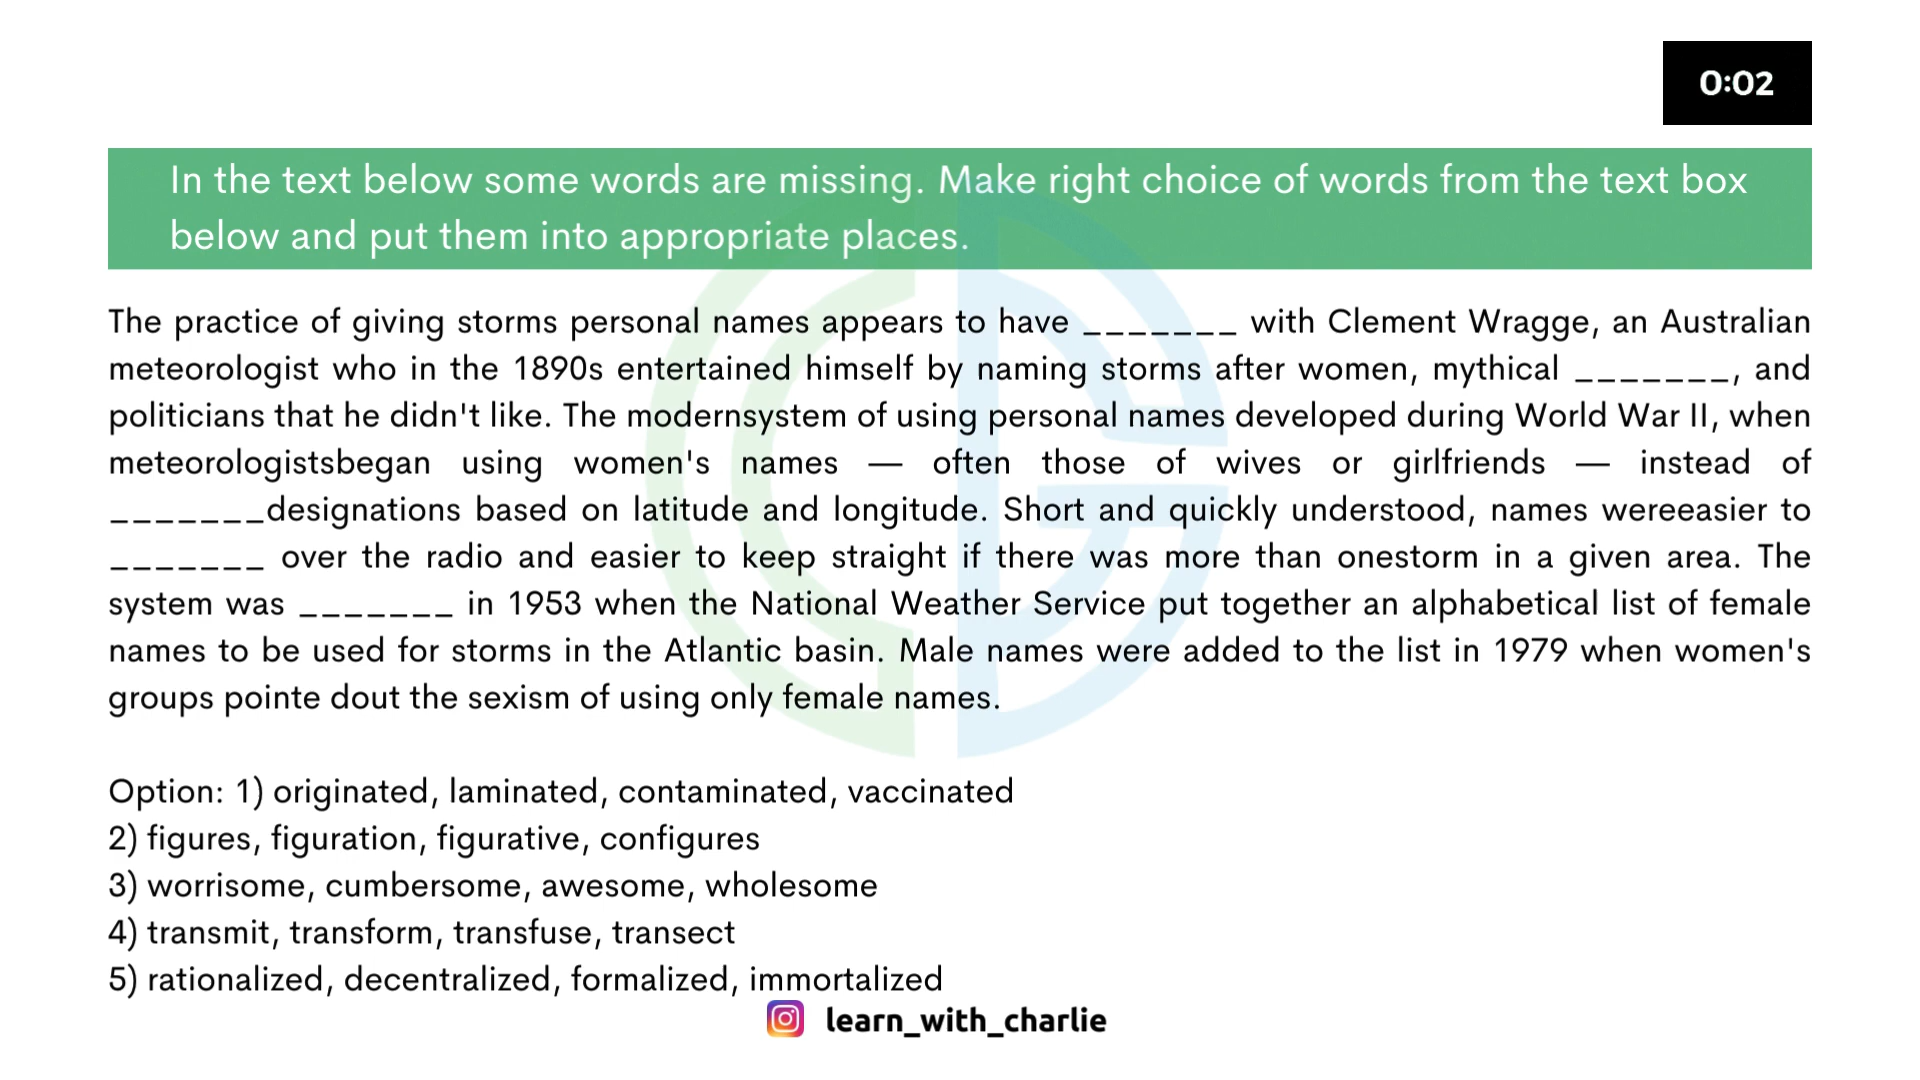 0:02
In the text below some words are missing. Make right choice of words from the text box
below and put them into appropriate places.
The practice of giving storms personal names appears to have _______ with Clement Wragge, an Australian
meteorologist who in the 1890s entertained himself by naming storms after women, mythical _______, and
politicians that he didn't like. The modernsystem of using personal names developed during World War II, when
meteorologistsbegan using women's names — often those of wives or girlfriends — instead of
_______designations based on latitude and longitude. Short and quickly understood, names wereeasier to
_______ over the radio and easier to keep straight if there was more than onestorm in a given area. The
system was _______ in 1953 when the National Weather Service put together an alphabetical list of female
names to be used for storms in the Atlantic basin. Male names were added to the list in 1979 when women's
groups pointe dout the sexism of using only female names.
Option: 1) originated, laminated, contaminated, vaccinated
2) figures, figuration, figurative, configures
3) worrisome, cumbersome, awesome, wholesome
4) transmit, transform, transfuse, transect
5) rationalized, decentralized, formalized, immortalized
learn_with_charlie